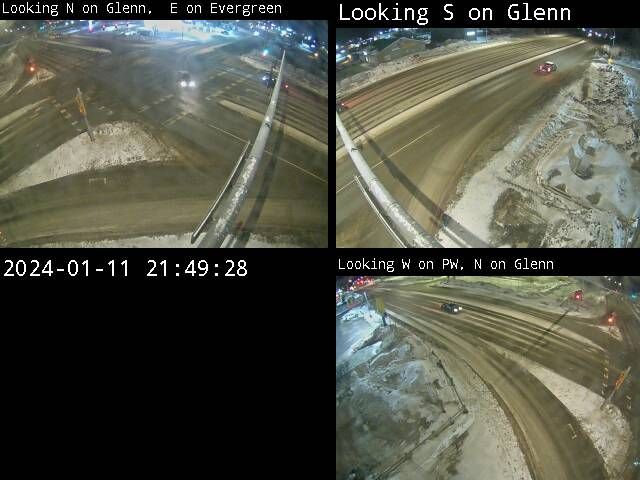 Looking N on Glenn,  E on Evergreen
Looking S on Glenn
2024-01-11 21:49:28
Looking W on PW, N on Glenn